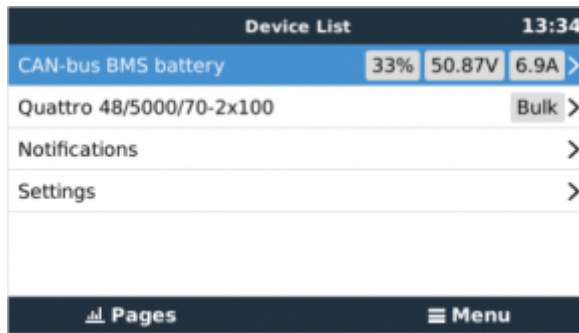 Device List 13:34
CAN-bus BMS battery 33% 50.87V 6.9A
Quattro 48/5000/70-2x100 Bulk
Notifications
Settings
Pages Menu